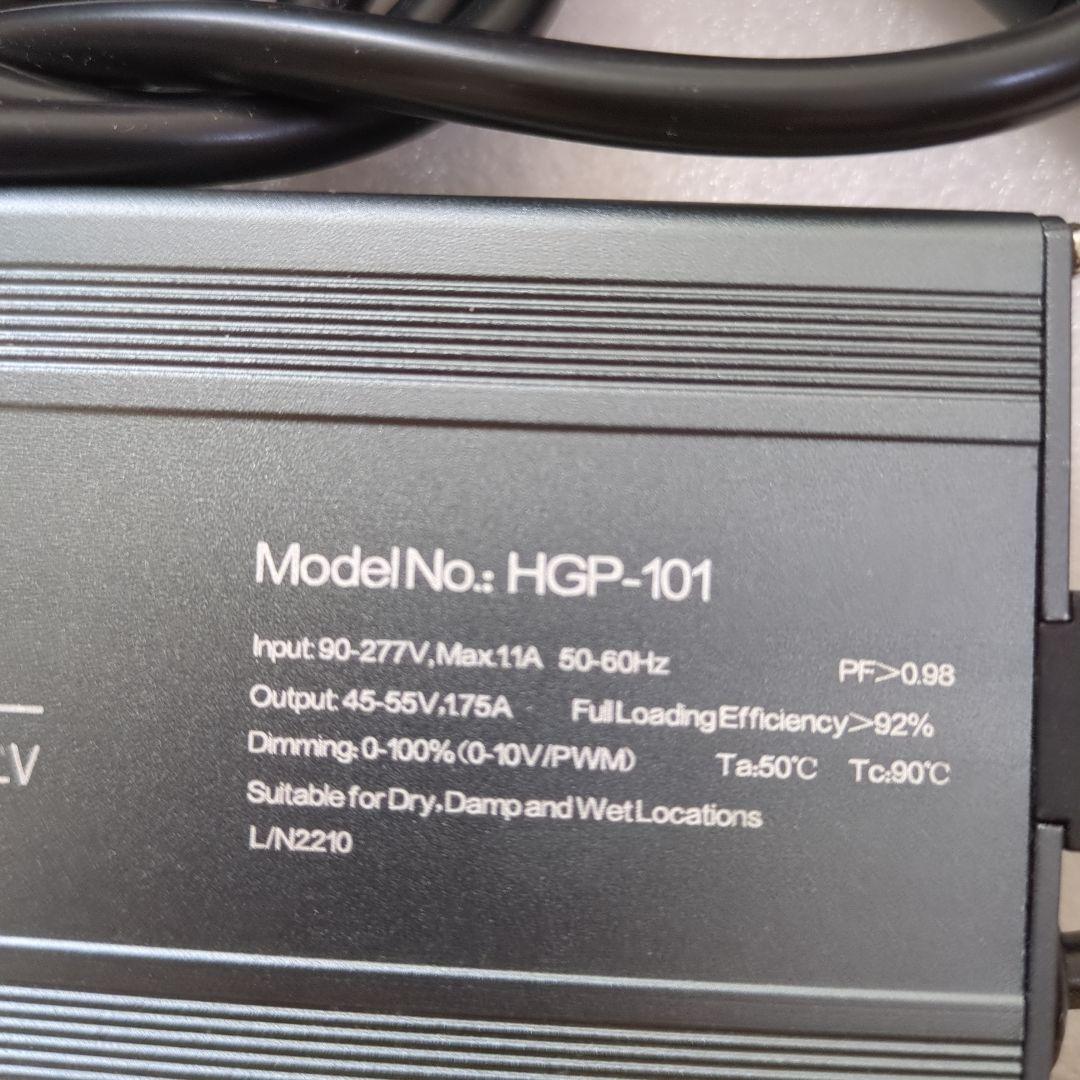 Model No.: HGP-101
Input: 90-277V, Max.1.1A 50-60Hz PF>0.98
Output: 45-55V, 1.75A Full Loading Efficiency>92%
Dimming: 0-100% (0-10V/PWM) Ta:50℃ Tc:90℃
Suitable for Dry, Damp and Wet Locations
L/N2210